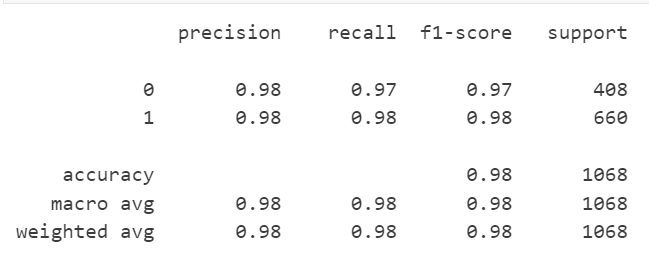 precision recall f1-score support
0 0.98 0.97 0.97 408
1 0.98 0.98 0.98 660
accuracy 0.98 1068
macro avg 0.98 0.98 0.98 1068
weighted avg 0.98 0.98 0.98 1068